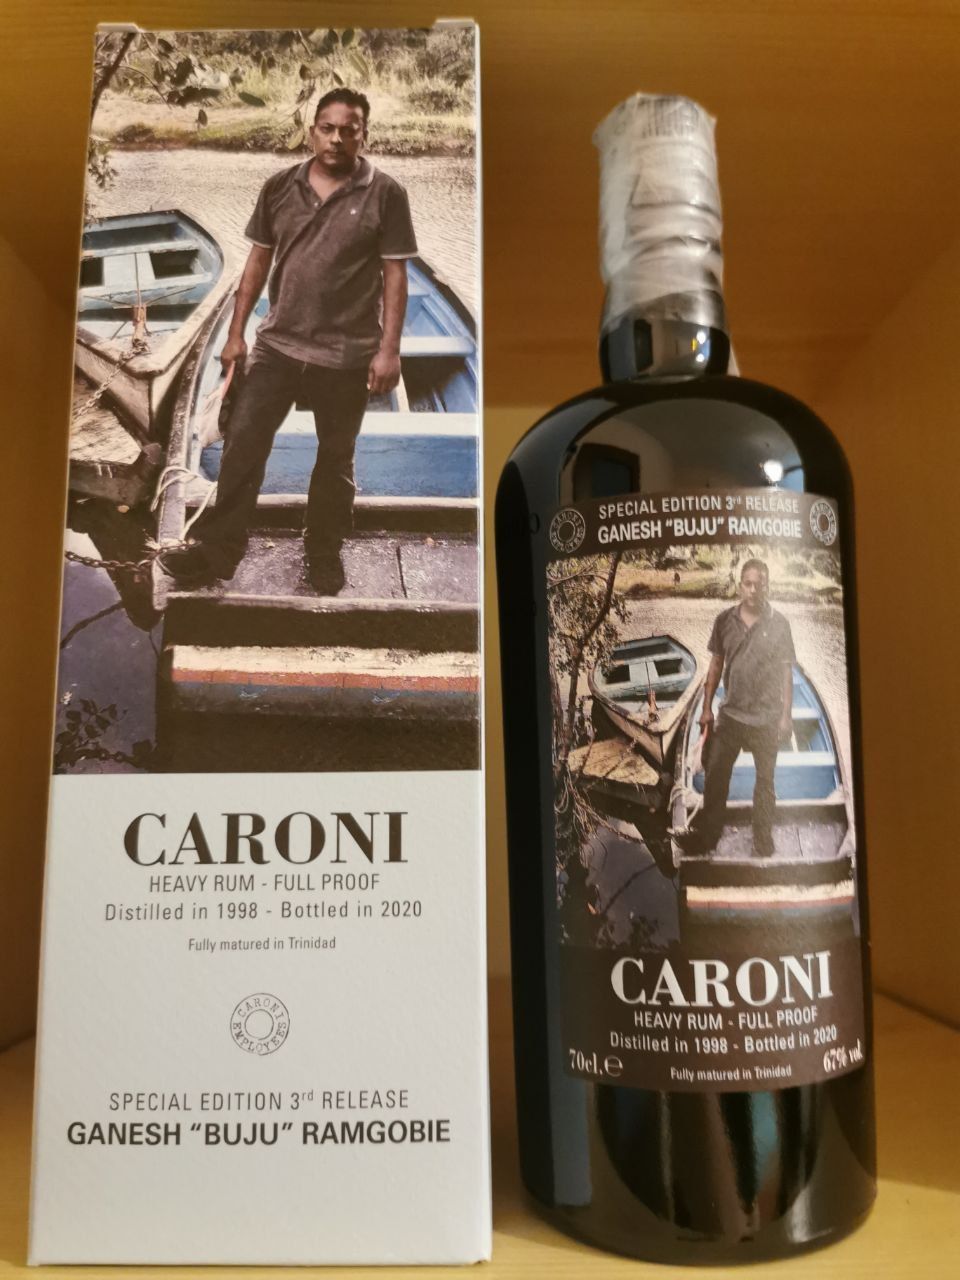 CARONI
HEAVY RUM - FULL PROOF
Distilled in 1998 - Bottled in 2020
Fully matured in Trinidad
CARONI
EMPLOYEES
SPECIAL EDITION 3rd RELEASE
GANESH "BUJU" RAMGOBIE
SPECIAL EDITION 3rd RELEASE
GANESH "BUJU" RAMGOBIE
CARONI
HEAVY RUM - FULL PROOF
Distilled in 1998 - Bottled in 2020
70cl.℮ Fully matured in Trinidad 67% vol